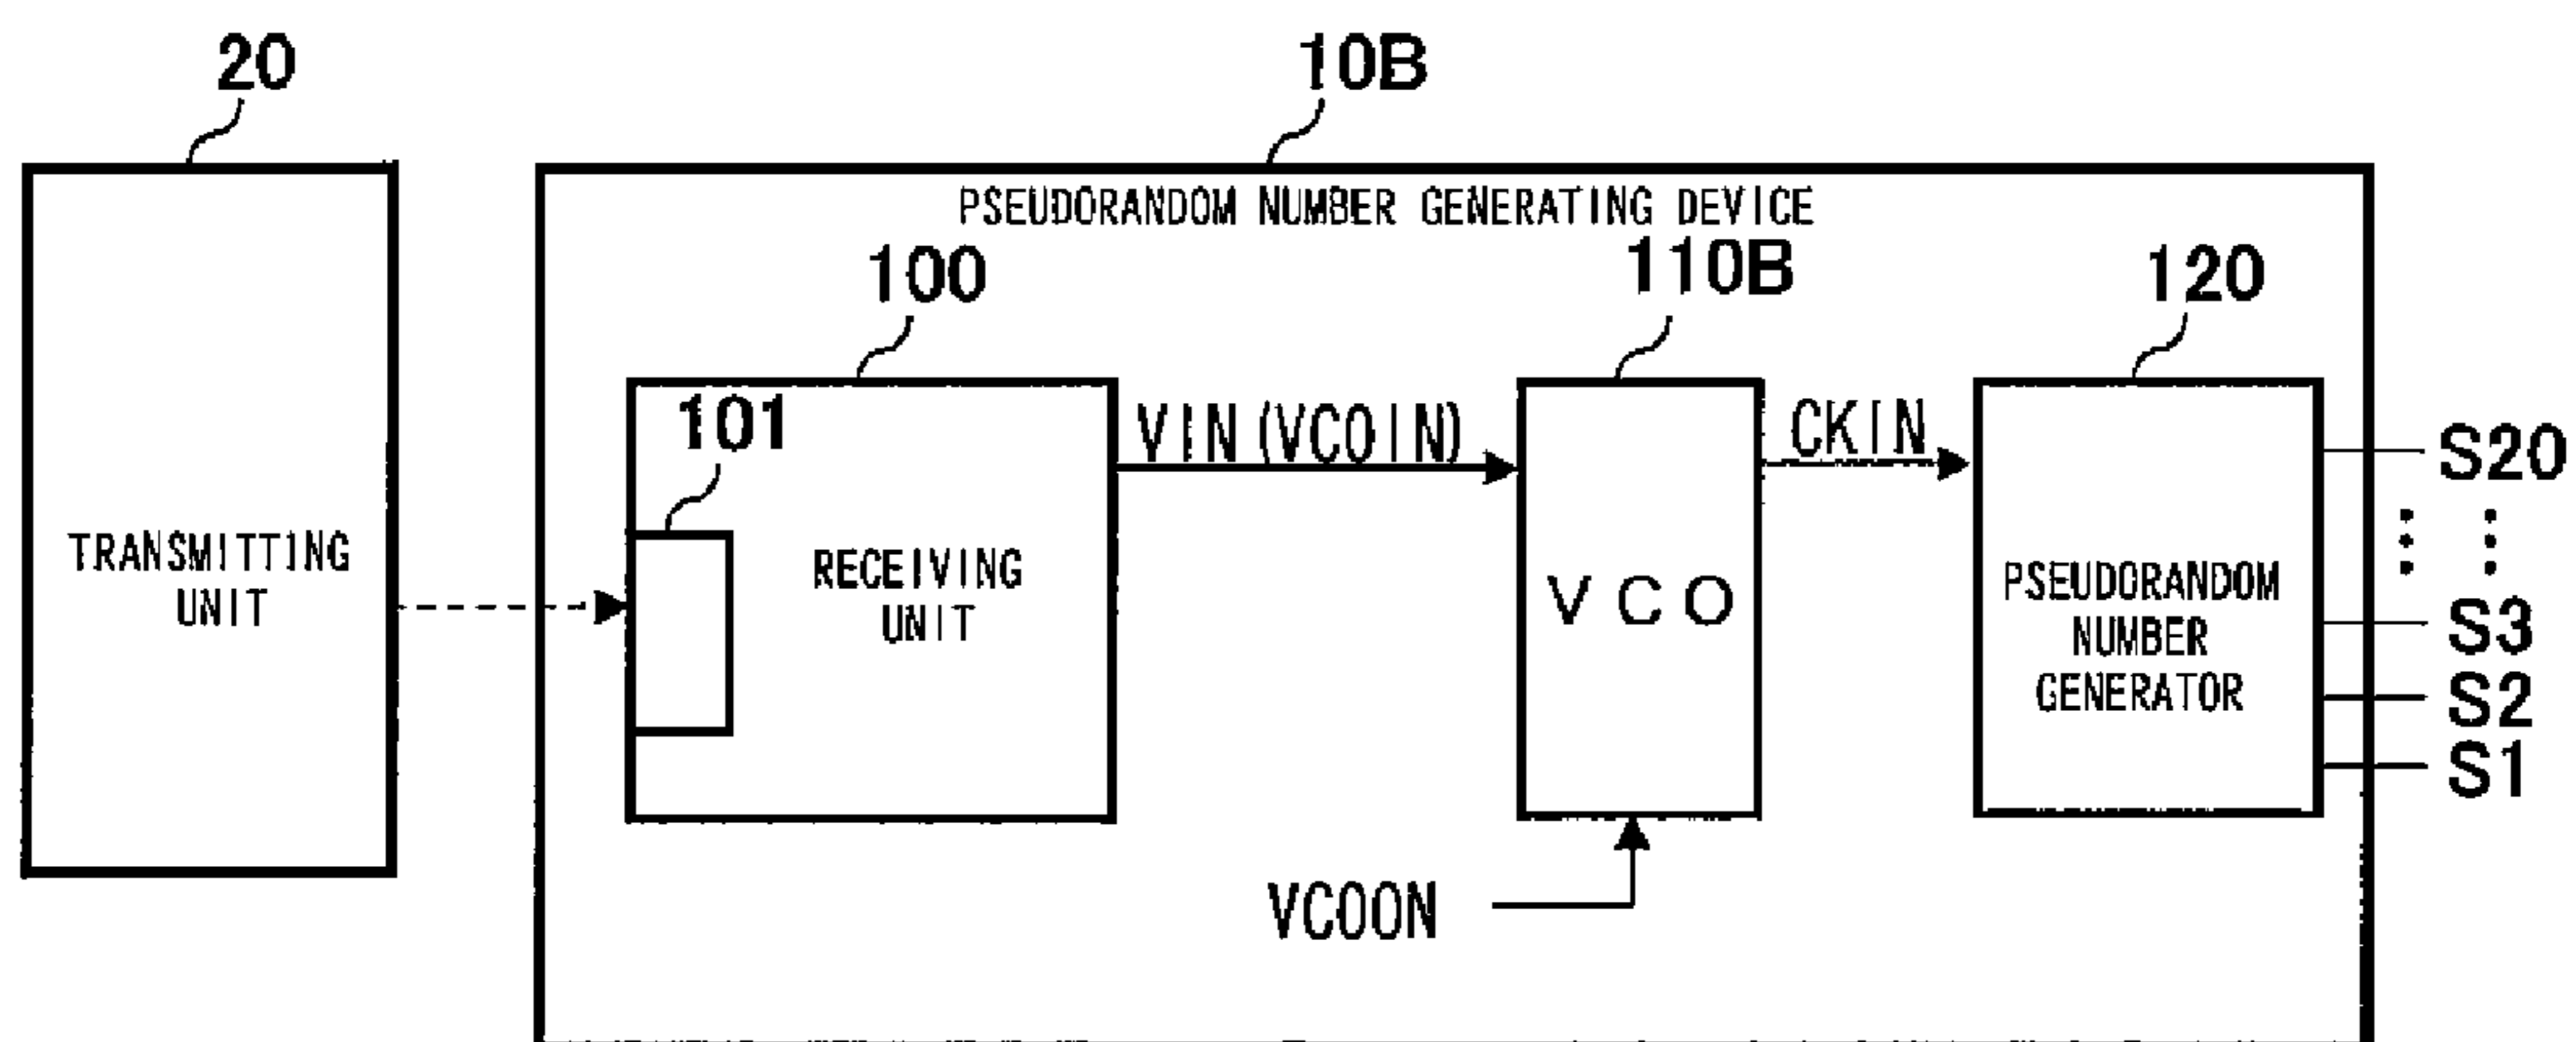 20
10B
PSEUDORANDOM NUMBER GENERATING DEVICE
100
110B
120
101
VIN (VCOIN)
CKIN
S20
TRANSMITTING
UNIT
RECEIVING
UNIT
VCO
PSEUDORANDOM
NUMBER
GENERATOR
S3
S2
S1
VCOON